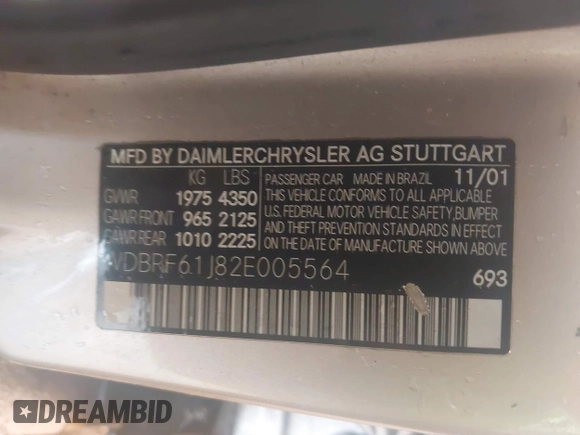 MFD BY DAIMLERCHRYSLER AG STUTTGART
KG LBS
GVWR 1975 4350
GAWR FRONT 965 2125
GAWR REAR 1010 2225
PASSENGER CAR MADE IN BRAZIL 11/01
THIS VEHICLE CONFORMS TO ALL APPLICABLE
U.S. FEDERAL MOTOR VEHICLE SAFETY, BUMPER
AND THEFT PREVENTION STANDARDS IN EFFECT
ON THE DATE OF MANUFACTURE SHOWN ABOVE.
VDBRF61J82E005564
693
DREAMBID